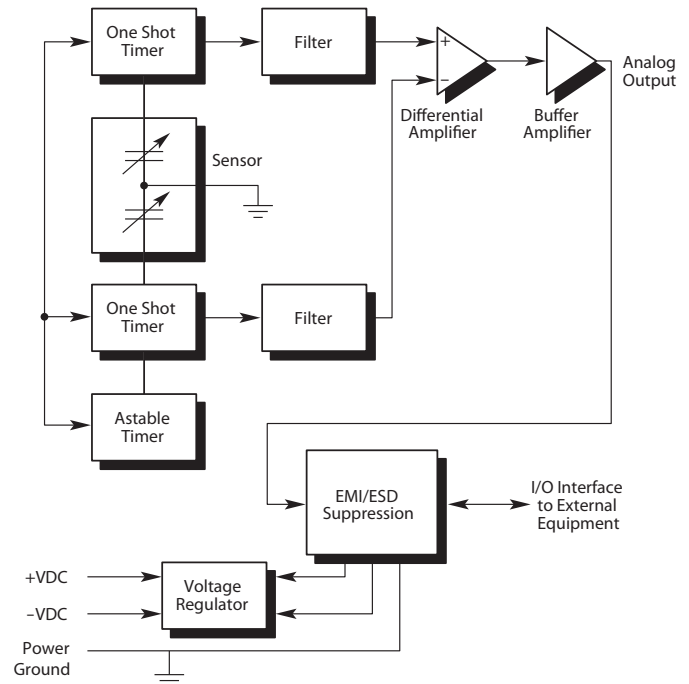 One Shot
Timer
Filter
+
−
Differential
Amplifier
Buffer
Amplifier
Analog
Output
Sensor
One Shot
Timer
Filter
Astable
Timer
EMI/ESD
Suppression
I/O Interface
to External
Equipment
+VDC
–VDC
Voltage
Regulator
Power
Ground